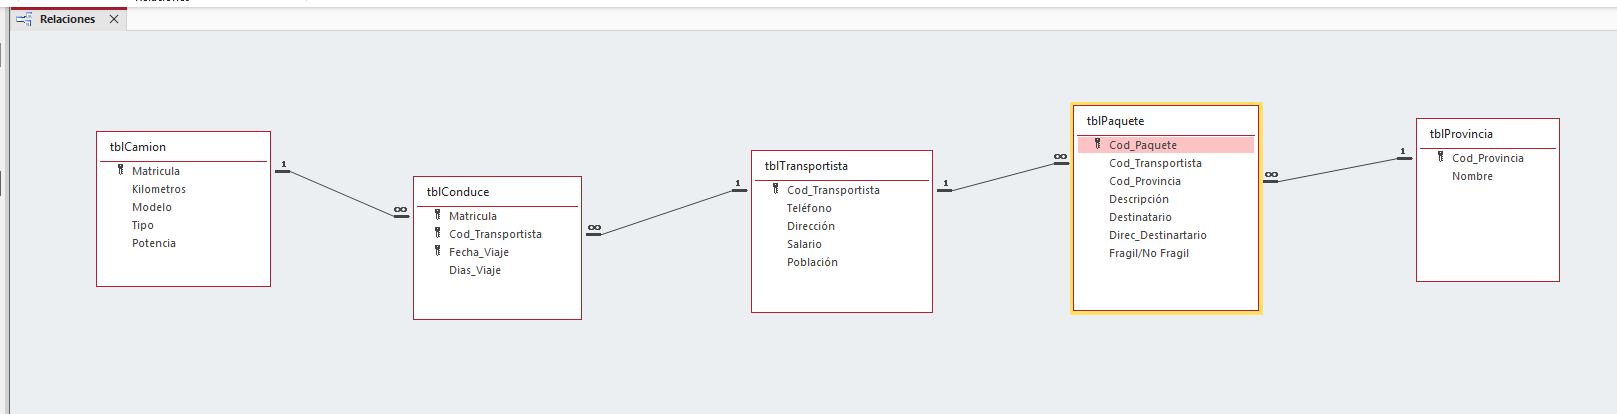 Relaciones
tblCamion
Matricula
Kilometros
Modelo
Tipo
Potencia
1
∞
tblConduce
Matricula
Cod_Transportista
Fecha_Viaje
Dias_Viaje
∞
1
tblTransportista
Cod_Transportista
Teléfono
Dirección
Salario
Población
1
∞
tblPaquete
Cod_Paquete
Cod_Transportista
Cod_Provincia
Descripción
Destinatario
Direc_Destinartario
Fragil/No Fragil
∞
1
tblProvincia
Cod_Provincia
Nombre